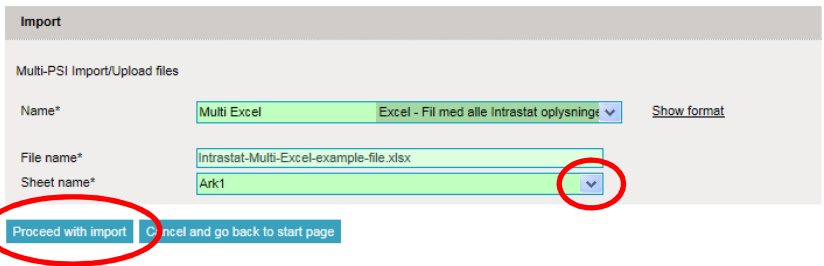 Import
Multi-PSI Import/Upload files
Name* Multi Excel Excel - Fil med alle Intrastat oplysninge Show format
File name* Intrastat-Multi-Excel-example-file.xlsx
Sheet name* Ark1
Proceed with import Cancel and go back to start page